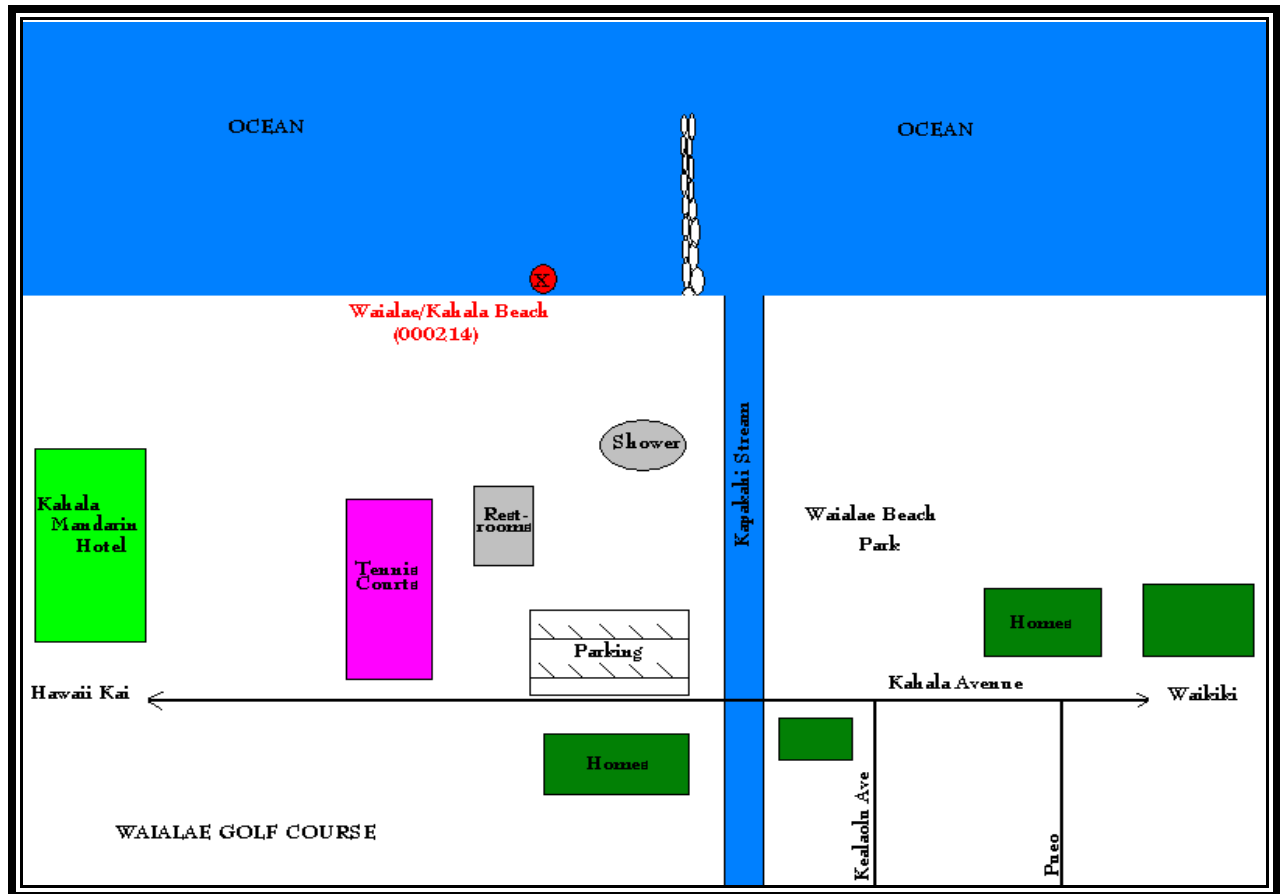 OCEAN
OCEAN
X
Waialae/Kahala Beach
(000214)
Shower
Kapakahi Stream
Kahala
Mandarin
Hotel
Rest-
rooms
Waialae Beach
Park
Tennis
Courts
Homes
Parking
Hawaii Kai
Kahala Avenue
Waikiki
Homes
Kealaolu Ave
Pueo
WAIALAE GOLF COURSE